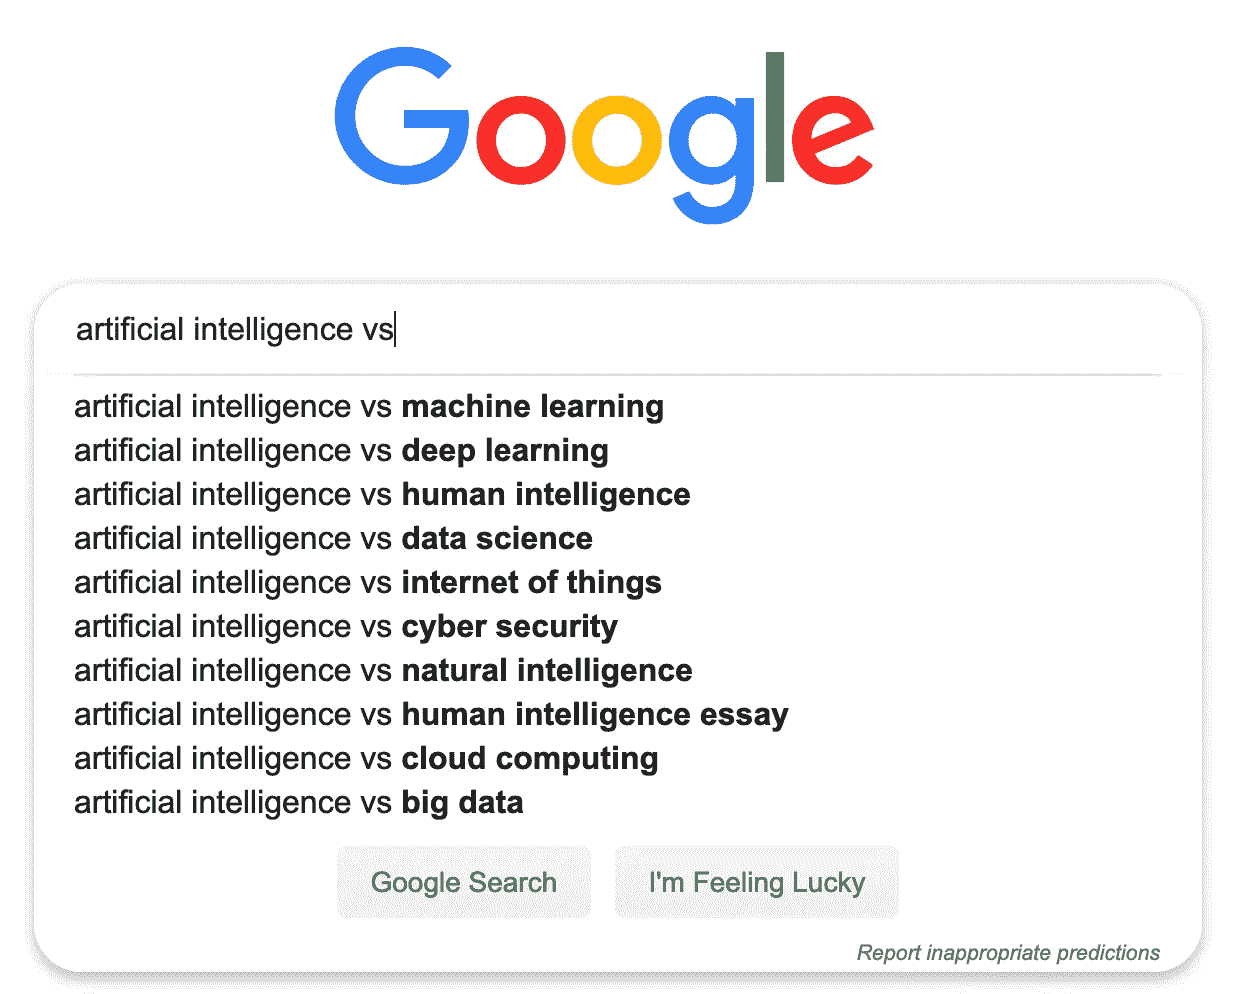 Google
artificial intelligence vs
artificial intelligence vs machine learning
artificial intelligence vs deep learning
artificial intelligence vs human intelligence
artificial intelligence vs data science
artificial intelligence vs internet of things
artificial intelligence vs cyber security
artificial intelligence vs natural intelligence
artificial intelligence vs human intelligence essay
artificial intelligence vs cloud computing
artificial intelligence vs big data
Google Search I'm Feeling Lucky
Report inappropriate predictions